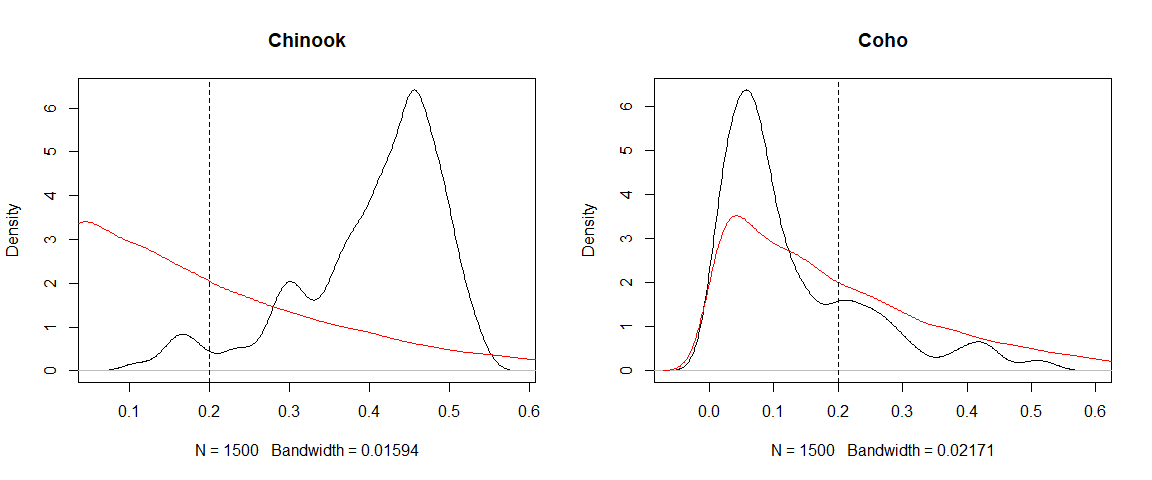 Chinook
Density
0 1 2 3 4 5 6
0.1 0.2 0.3 0.4 0.5 0.6
N = 1500 Bandwidth = 0.01594
Coho
Density
0 1 2 3 4 5 6
0.0 0.1 0.2 0.3 0.4 0.5 0.6
N = 1500 Bandwidth = 0.02171